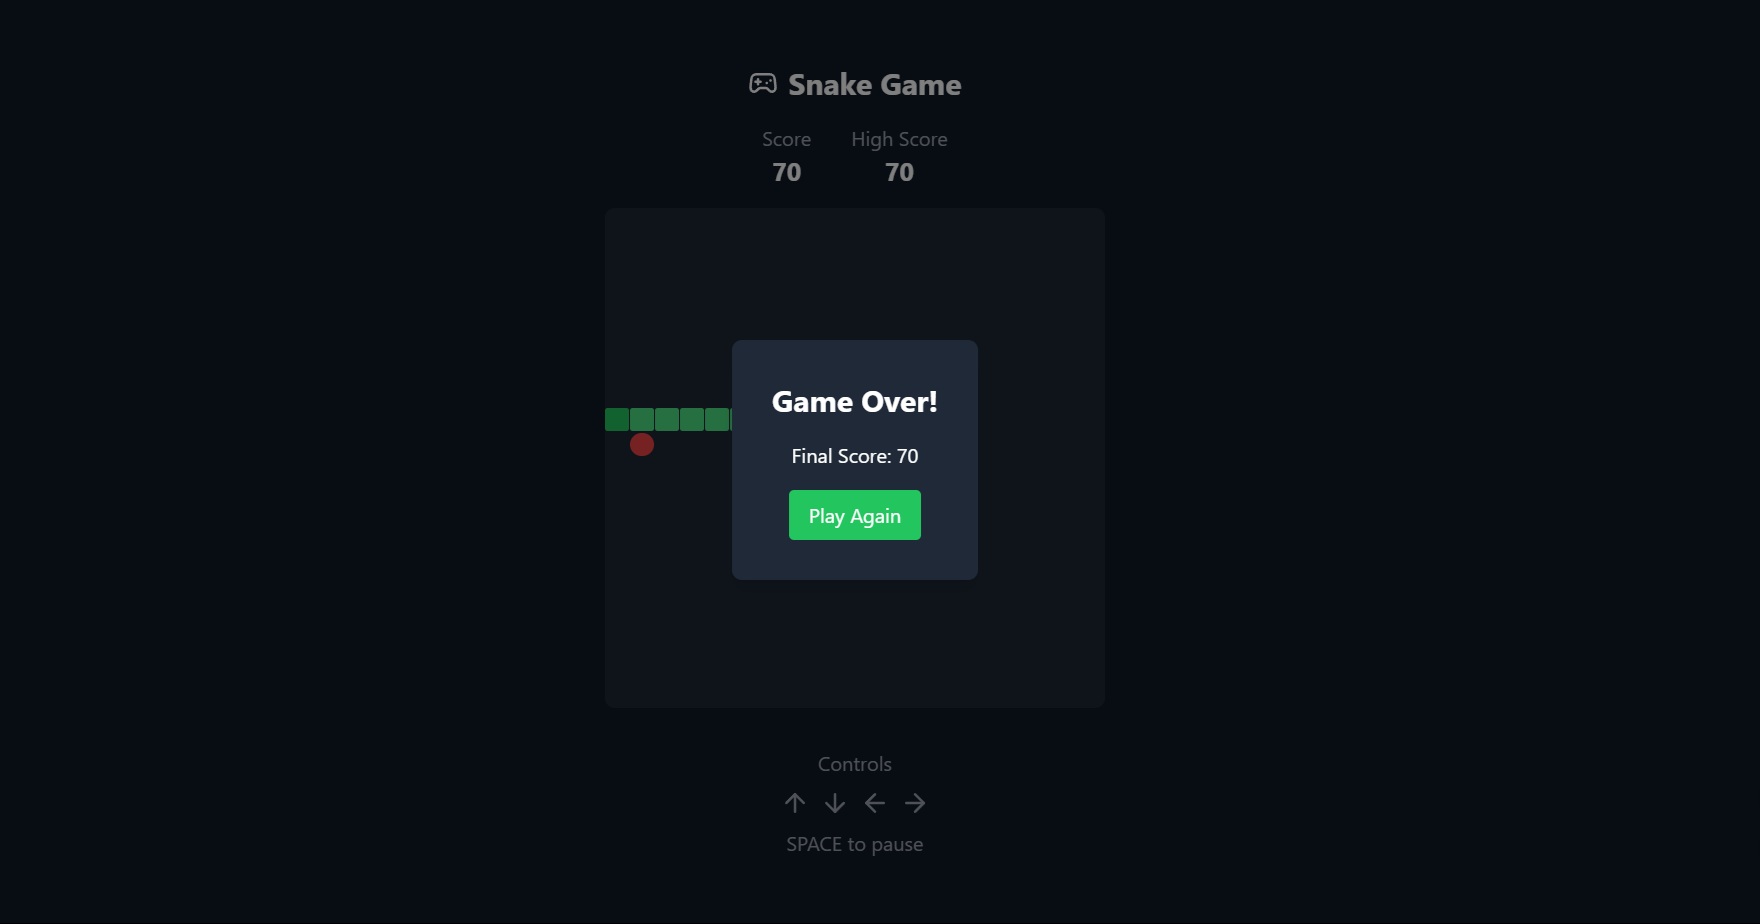 Snake Game
Score High Score
70 70
Game Over!
Final Score: 70
Play Again
Controls
SPACE to pause